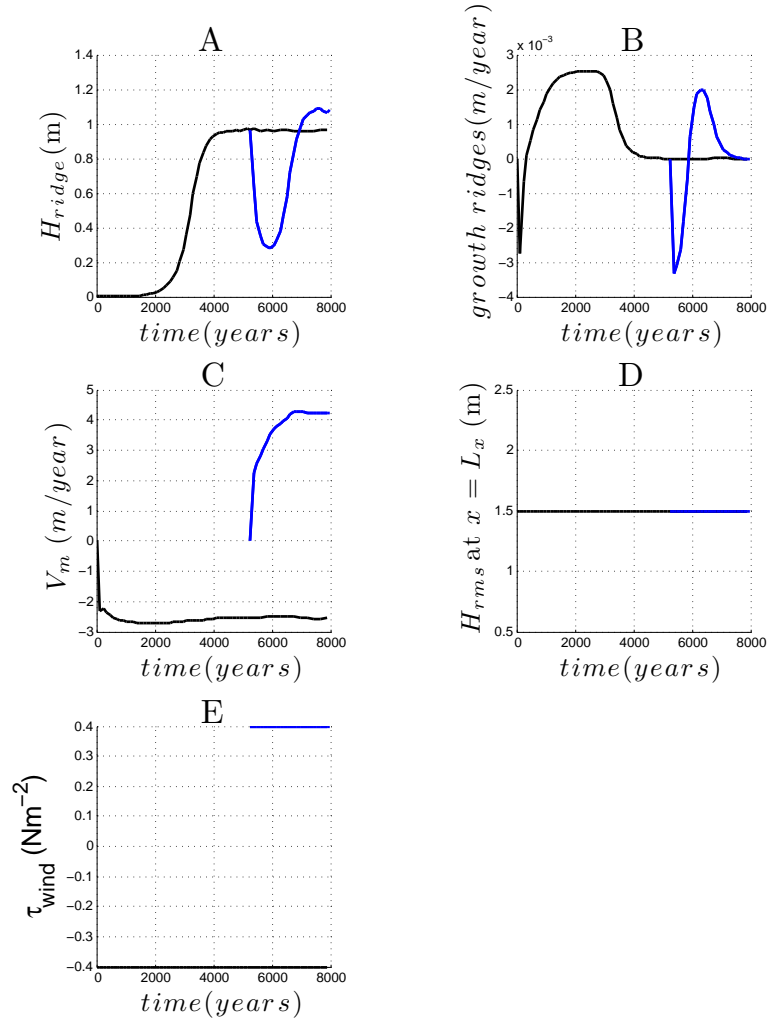 A
H_ridge (m)
1.4
1.2
1
0.8
0.6
0.4
0.2
0
0 2000 4000 6000 8000
time(years)
B
growth ridges(m/year)
x 10^−3
3
2
1
0
−1
−2
−3
−4
0 2000 4000 6000 8000
time(years)
C
V_m (m/year)
5
4
3
2
1
0
−1
−2
−3
0 2000 4000 6000 8000
time(years)
D
H_rms at x = L_x (m)
2.5
2
1.5
1
0.5
0 2000 4000 6000 8000
time(years)
E
τ_wind (Nm^−2)
0.4
0.3
0.2
0.1
0
−0.1
−0.2
−0.3
−0.4
0 2000 4000 6000 8000
time(years)